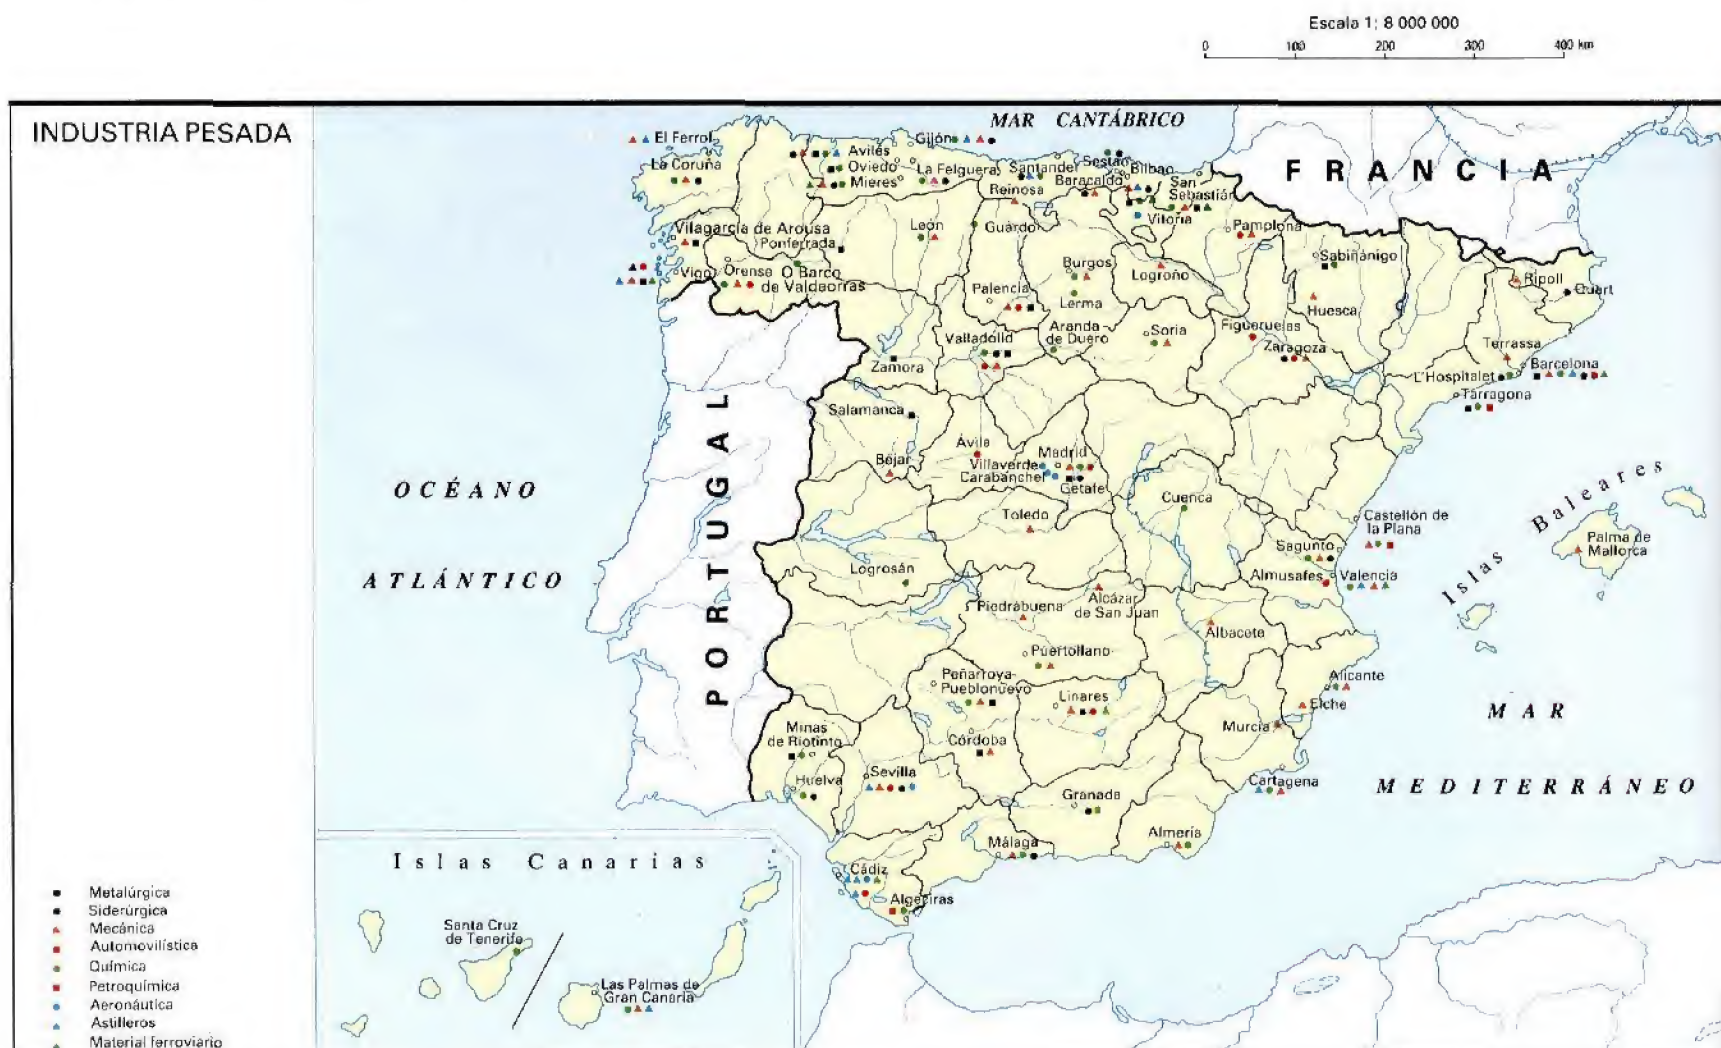 Escala 1: 8 000 000
0 100 200 300 400 km
INDUSTRIA PESADA
MAR CANTÁBRICO
FRANCIA
PORTUGAL
OCÉANO
ATLÁNTICO
MAR
MEDITERRÁNEO
Islas Baleares
El Ferrol
La Coruña
Avilés
Oviedo
Mieres
Gijón
La Felguera
Santander
Reinosa
Sestao
Baracaldo
Bilbao
San
Sebastián
Vitoria
Pamplona
Vilagarcía de Arousa
Ponferrada
León
Guardo
Vigo
Orense
O Barco
de Valdeorras
Burgos
Lerma
Logroño
Sabiñánigo
Huesca
Ripoll
Quart
Palencia
Valladolid
Aranda
de Duero
Soria
Figueruelas
Zaragoza
Terrassa
Barcelona
L'Hospitalet
Tarragona
Zamora
Salamanca
Béjar
Ávila
Madrid
Villaverde
Carabanchel
Getafe
Cuenca
Toledo
Castellón de
la Plana
Sagunto
Almusafes
Valencia
Palma de
Mallorca
Logrosán
Piedrabuena
Alcázar
de San Juan
Albacete
Puertollano
Peñarroya-
Pueblonuevo
Linares
Alicante
Elche
Murcia
Minas
de Riotinto
Córdoba
Huelva
Sevilla
Granada
Cartagena
Almería
Málaga
Cádiz
Algeciras
Islas Canarias
Santa Cruz
de Tenerife
Las Palmas de
Gran Canaria
Metalúrgica
Siderúrgica
Mecánica
Automovilística
Química
Petroquímica
Aeronáutica
Astilleros
Material ferroviario